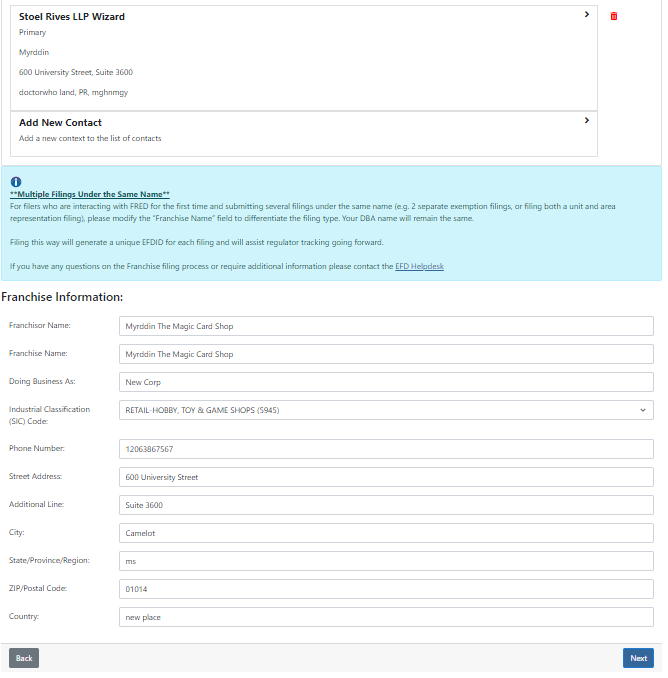 Stoel Rives LLP Wizard
Primary
Myrddin
600 University Street, Suite 3600
doctorwho land, PR, mghnmgy
Add New Contact
Add a new context to the list of contacts
**Multiple Filings Under the Same Name**
For filers who are interacting with FRED for the first time and submitting several filings under the same name (e.g. 2 separate exemption filings, or filing both a unit and area
representation filing), please modify the "Franchise Name" field to differentiate the filing type. Your DBA name will remain the same.
Filing this way will generate a unique EFDID for each filing and will assist regulator tracking going forward.
If you have any questions on the Franchise filing process or require additional information please contact the EFD Helpdesk
Franchise Information:
Franchisor Name: Myrddin The Magic Card Shop
Franchise Name: Myrddin The Magic Card Shop
Doing Business As: New Corp
Industrial Classification
(SIC) Code: RETAIL-HOBBY, TOY & GAME SHOPS (5945)
Phone Number: 12063867567
Street Address: 600 University Street
Additional Line: Suite 3600
City: Camelot
State/Province/Region: ms
ZIP/Postal Code: 01014
Country: new place
Back Next